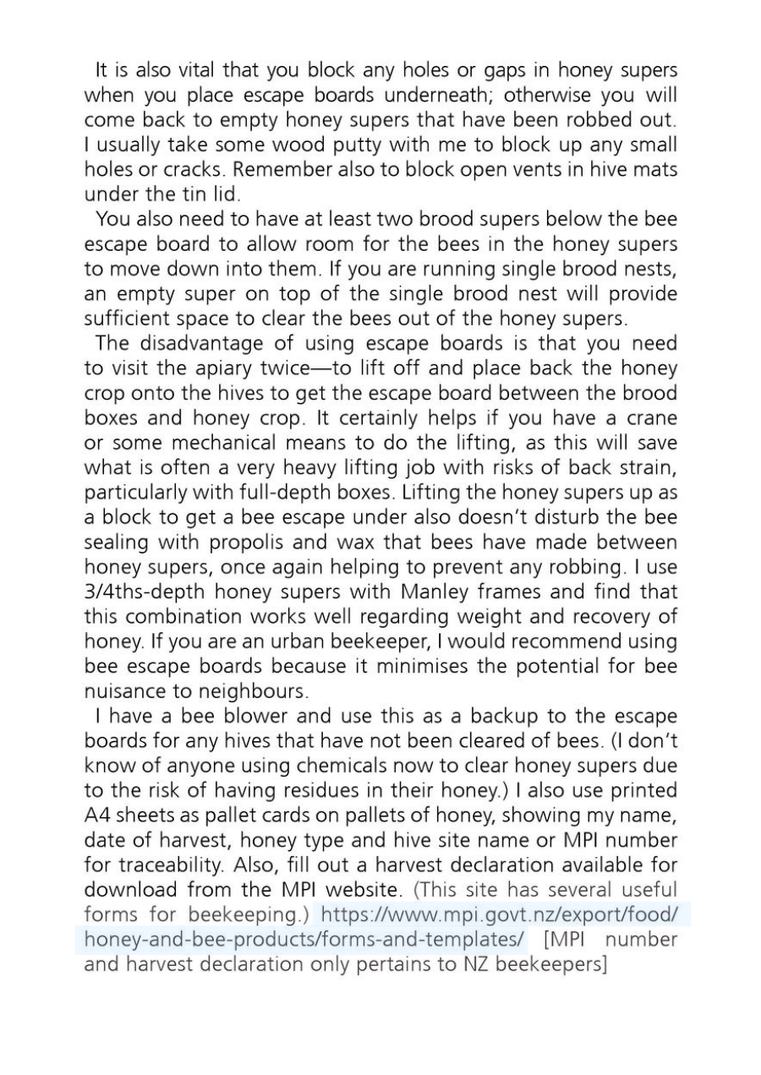 It is also vital that you block any holes or gaps in honey supers
when you place escape boards underneath; otherwise you will
come back to empty honey supers that have been robbed out.
I usually take some wood putty with me to block up any small
holes or cracks. Remember also to block open vents in hive mats
under the tin lid.
You also need to have at least two brood supers below the bee
escape board to allow room for the bees in the honey supers
to move down into them. If you are running single brood nests,
an empty super on top of the single brood nest will provide
sufficient space to clear the bees out of the honey supers.
The disadvantage of using escape boards is that you need
to visit the apiary twice—to lift off and place back the honey
crop onto the hives to get the escape board between the brood
boxes and honey crop. It certainly helps if you have a crane
or some mechanical means to do the lifting, as this will save
what is often a very heavy lifting job with risks of back strain,
particularly with full-depth boxes. Lifting the honey supers up as
a block to get a bee escape under also doesn’t disturb the bee
sealing with propolis and wax that bees have made between
honey supers, once again helping to prevent any robbing. I use
3/4ths-depth honey supers with Manley frames and find that
this combination works well regarding weight and recovery of
honey. If you are an urban beekeeper, I would recommend using
bee escape boards because it minimises the potential for bee
nuisance to neighbours.
I have a bee blower and use this as a backup to the escape
boards for any hives that have not been cleared of bees. (I don’t
know of anyone using chemicals now to clear honey supers due
to the risk of having residues in their honey.) I also use printed
A4 sheets as pallet cards on pallets of honey, showing my name,
date of harvest, honey type and hive site name or MPI number
for traceability. Also, fill out a harvest declaration available for
download from the MPI website. (This site has several useful
forms for beekeeping.) https://www.mpi.govt.nz/export/food/
honey-and-bee-products/forms-and-templates/ [MPI number
and harvest declaration only pertains to NZ beekeepers]